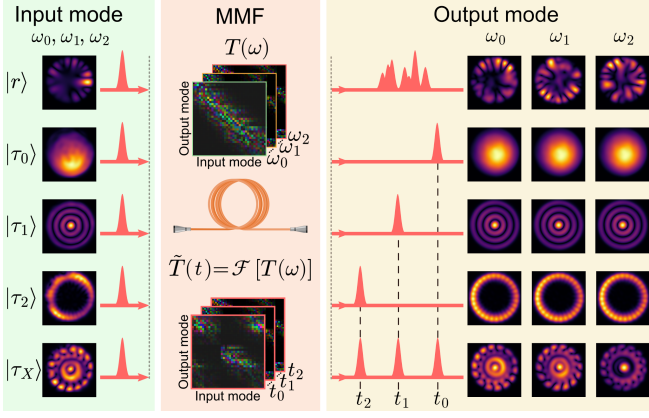 Input mode
MMF
Output mode
ω₀, ω₁, ω₂
T(ω)
ω₀
ω₁
ω₂
|r⟩
Output mode
Input mode
ω₀
ω₁
ω₂
|τ₀⟩
|τ₁⟩
T̃(t)=ℱ[T(ω)]
|τ₂⟩
Output mode
Input mode
t₀
t₁
t₂
|τ_X⟩
t₂
t₁
t₀